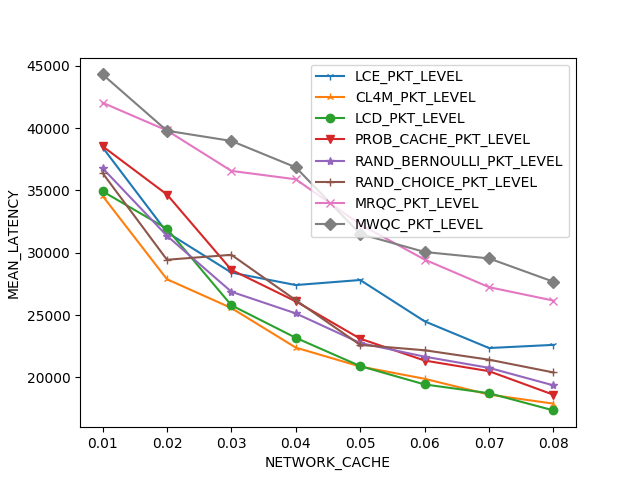 45000
40000
35000
30000
25000
20000
MEAN_LATENCY
LCE_PKT_LEVEL
CL4M_PKT_LEVEL
LCD_PKT_LEVEL
PROB_CACHE_PKT_LEVEL
RAND_BERNOULLI_PKT_LEVEL
RAND_CHOICE_PKT_LEVEL
MRQC_PKT_LEVEL
MWQC_PKT_LEVEL
0.01 0.02 0.03 0.04 0.05 0.06 0.07 0.08
NETWORK_CACHE